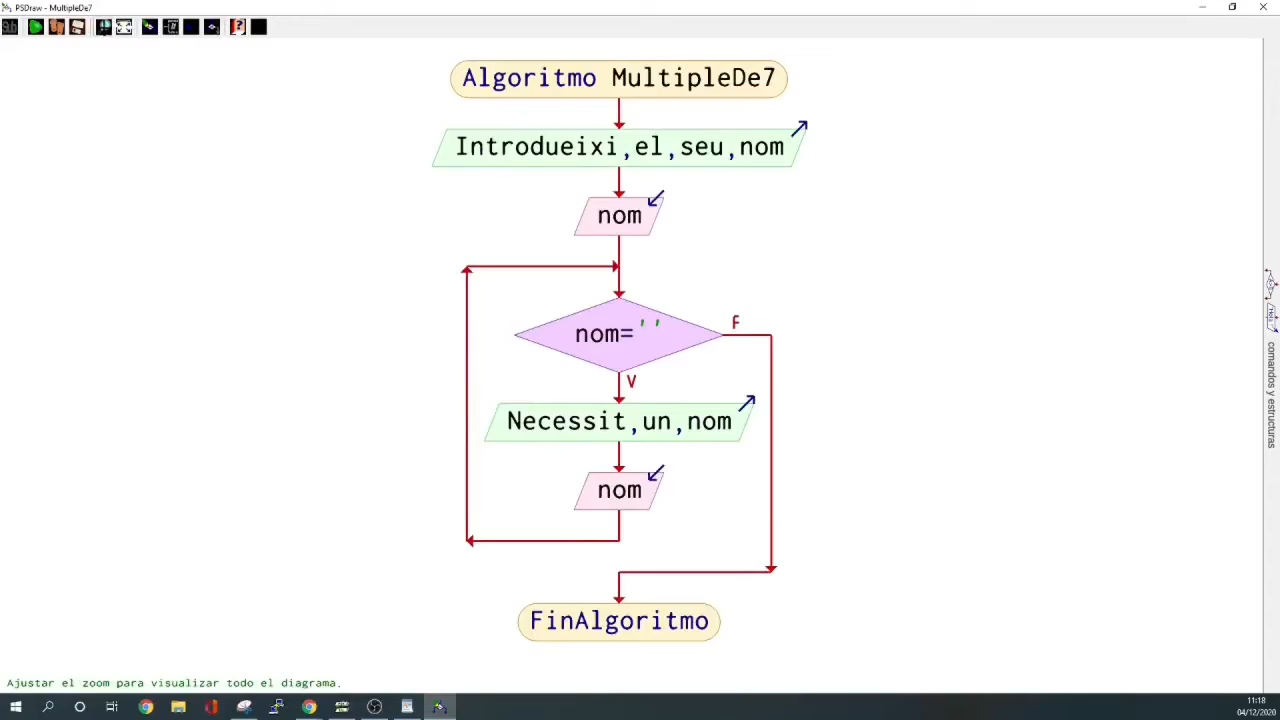 PSDraw - MultipleDe7
Algoritmo MultipleDe7
Introdueixi,el,seu,nom
nom
nom=''
F
V
Necessit,un,nom
nom
FinAlgoritmo
comandos y estructuras
Ajustar el zoom para visualizar todo el diagrama.
11:18
04/12/2020